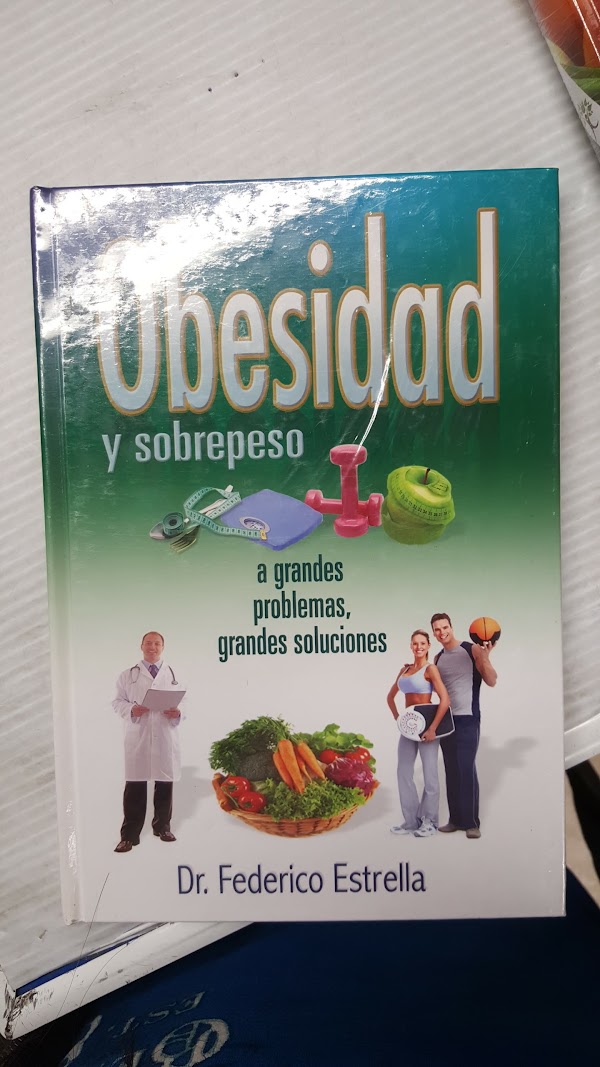 Obesidad
y sobrepeso
a grandes
problemas,
grandes soluciones
Dr. Federico Estrella